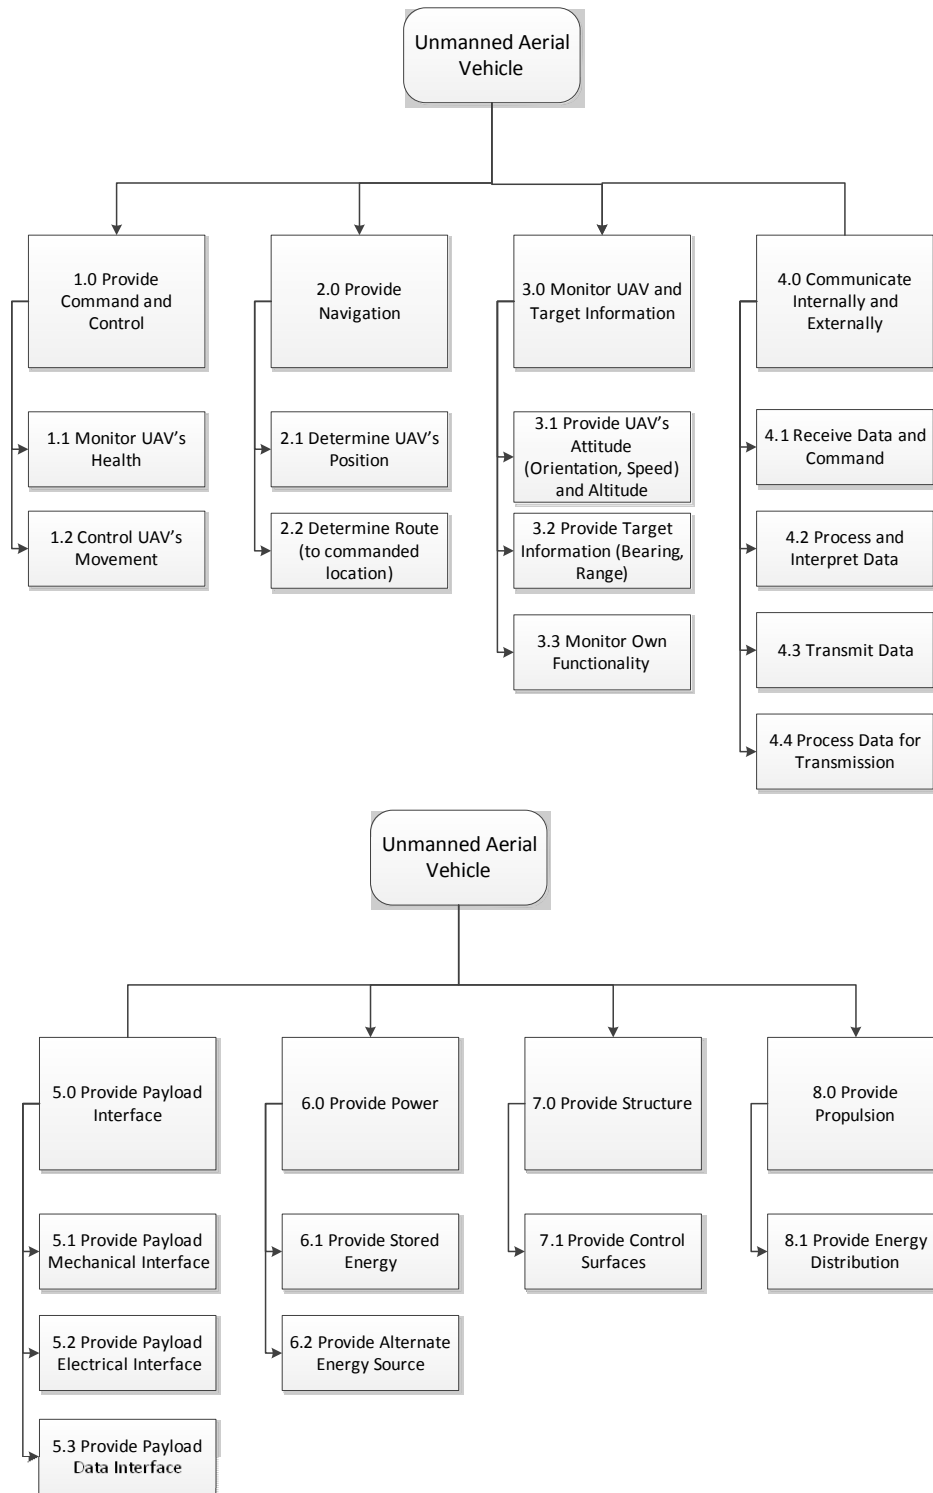 Unmanned Aerial
Vehicle
1.0 Provide
Command and
Control
2.0 Provide
Navigation
3.0 Monitor UAV and
Target Information
4.0 Communicate
Internally and
Externally
1.1 Monitor UAV’s
Health
2.1 Determine UAV’s
Position
3.1 Provide UAV’s
Attitude
(Orientation, Speed)
and Altitude
4.1 Receive Data and
Command
1.2 Control UAV’s
Movement
2.2 Determine Route
(to commanded
location)
3.2 Provide Target
Information (Bearing,
Range)
4.2 Process and
Interpret Data
3.3 Monitor Own
Functionality
4.3 Transmit Data
4.4 Process Data for
Transmission
Unmanned Aerial
Vehicle
5.0 Provide Payload
Interface
6.0 Provide Power
7.0 Provide Structure
8.0 Provide
Propulsion
5.1 Provide Payload
Mechanical Interface
6.1 Provide Stored
Energy
7.1 Provide Control
Surfaces
8.1 Provide Energy
Distribution
5.2 Provide Payload
Electrical Interface
6.2 Provide Alternate
Energy Source
5.3 Provide Payload
Data Interface